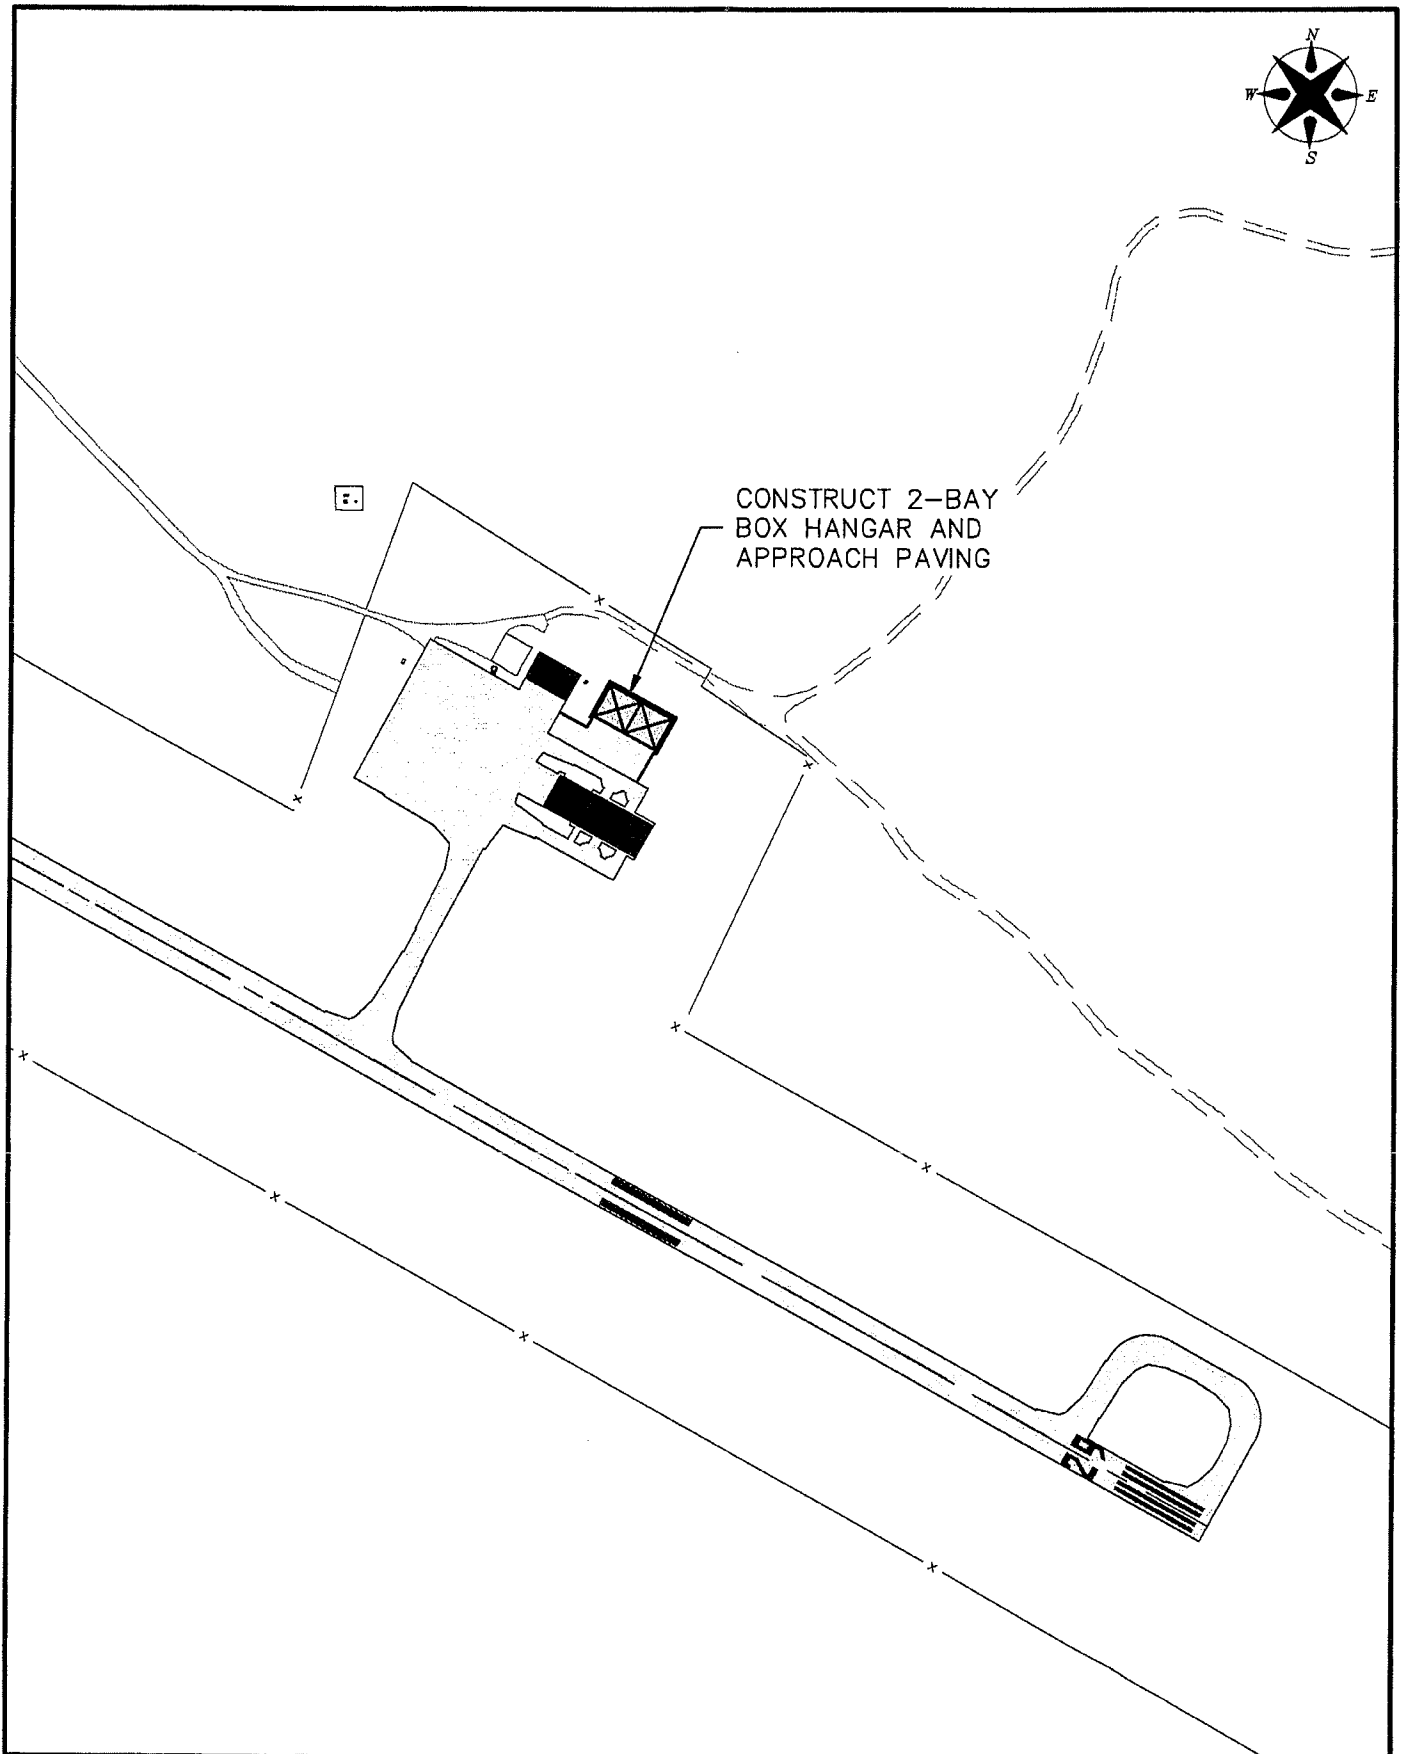 N
W E
S
CONSTRUCT 2-BAY
BOX HANGAR AND
APPROACH PAVING